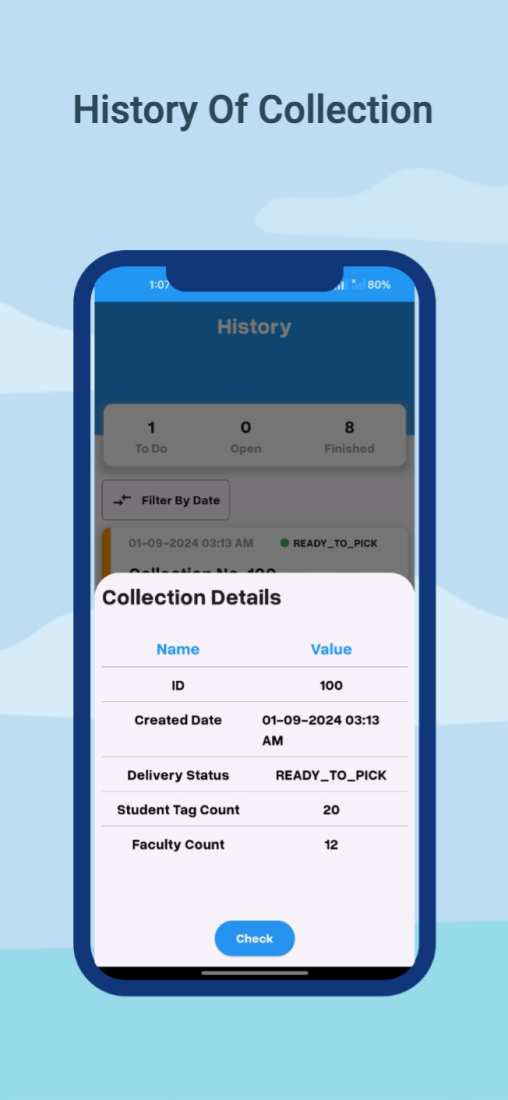 History Of Collection
1:07
80%
History
1 0 8
To Do Open Finished
Filter By Date
01-09-2024 03:13 AM READY_TO_PICK
Collection No. 100
Collection Details
Name Value
ID 100
Created Date 01-09-2024 03:13
AM
Delivery Status READY_TO_PICK
Student Tag Count 20
Faculty Count 12
Check